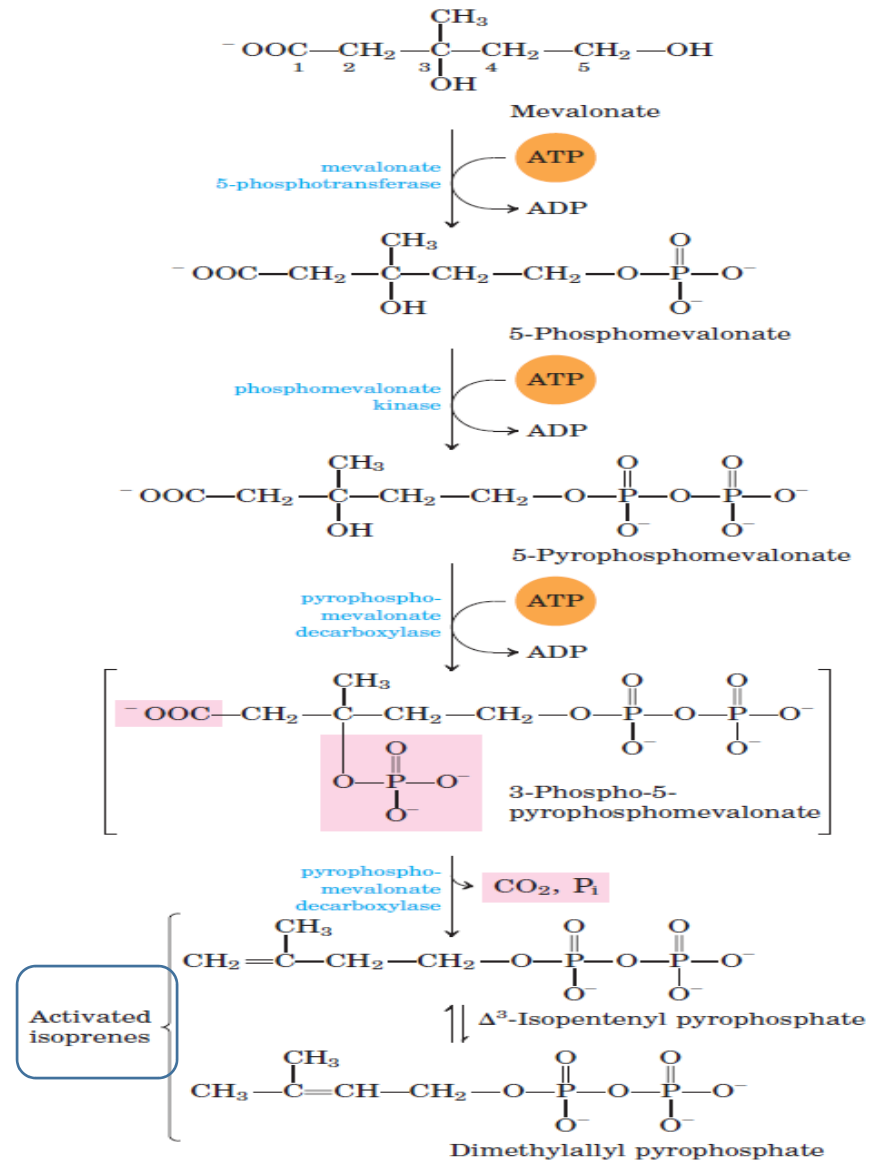 CH₃
⁻OOC—CH₂—C—CH₂—CH₂—OH
1 2 3 4 5
OH
Mevalonate
ATP
mevalonate
5-phosphotransferase
ADP
CH₃ O
⁻OOC—CH₂—C—CH₂—CH₂—O—P—O⁻
OH O⁻
5-Phosphomevalonate
ATP
phosphomevalonate
kinase
ADP
CH₃ O O
⁻OOC—CH₂—C—CH₂—CH₂—O—P—O—P—O⁻
OH O⁻ O⁻
5-Pyrophosphomevalonate
ATP
pyrophospho-
mevalonate
decarboxylase
ADP
CH₃ O O
⁻OOC—CH₂—C—CH₂—CH₂—O—P—O—P—O⁻
O O⁻ O⁻
O—P—O⁻
O⁻
3-Phospho-5-
pyrophosphomevalonate
pyrophospho-
mevalonate
decarboxylase
CO₂, Pᵢ
CH₃ O O
CH₂=C—CH₂—CH₂—O—P—O—P—O⁻
O⁻ O⁻
Activated
isoprenes
Δ³-Isopentenyl pyrophosphate
CH₃ O O
CH₃—C=CH—CH₂—O—P—O—P—O⁻
O⁻ O⁻
Dimethylallyl pyrophosphate